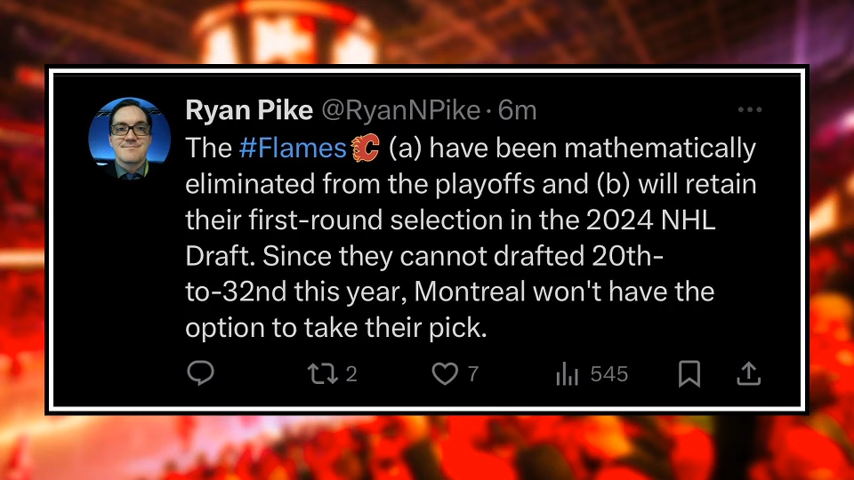 Ryan Pike @RyanNPike · 6m
The #Flames (a) have been mathematically
eliminated from the playoffs and (b) will retain
their first-round selection in the 2024 NHL
Draft. Since they cannot drafted 20th-
to-32nd this year, Montreal won't have the
option to take their pick.
2 7 545